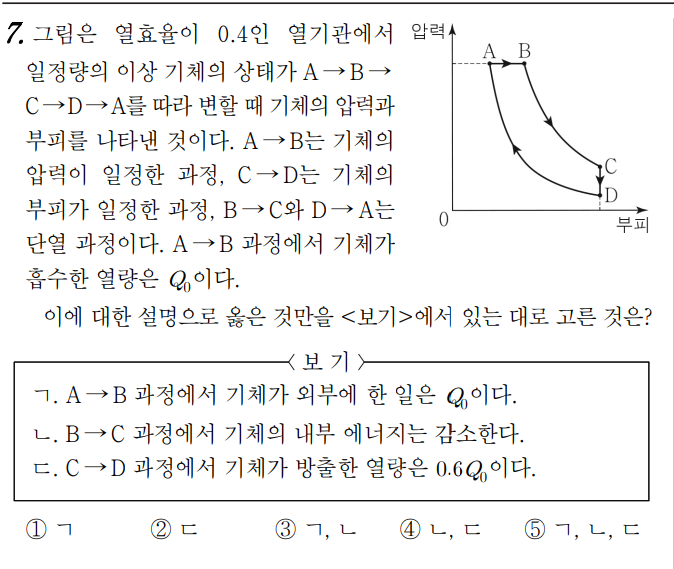 7. 그림은 열효율이 0.4인 열기관에서
일정량의 이상 기체의 상태가 A→B→
C→D→A를 따라 변할 때 기체의 압력과
부피를 나타낸 것이다. A→B는 기체의
압력이 일정한 과정, C→D는 기체의
부피가 일정한 과정, B→C와 D→A는
단열 과정이다. A→B 과정에서 기체가
흡수한 열량은 Q₀이다.
압력
A B
C
D
0
부피
이에 대한 설명으로 옳은 것만을 <보기>에서 있는 대로 고른 것은?
<보 기>
ㄱ. A→B 과정에서 기체가 외부에 한 일은 Q₀이다.
ㄴ. B→C 과정에서 기체의 내부 에너지는 감소한다.
ㄷ. C→D 과정에서 기체가 방출한 열량은 0.6Q₀이다.
① ㄱ ② ㄷ ③ ㄱ, ㄴ ④ ㄴ, ㄷ ⑤ ㄱ, ㄴ, ㄷ